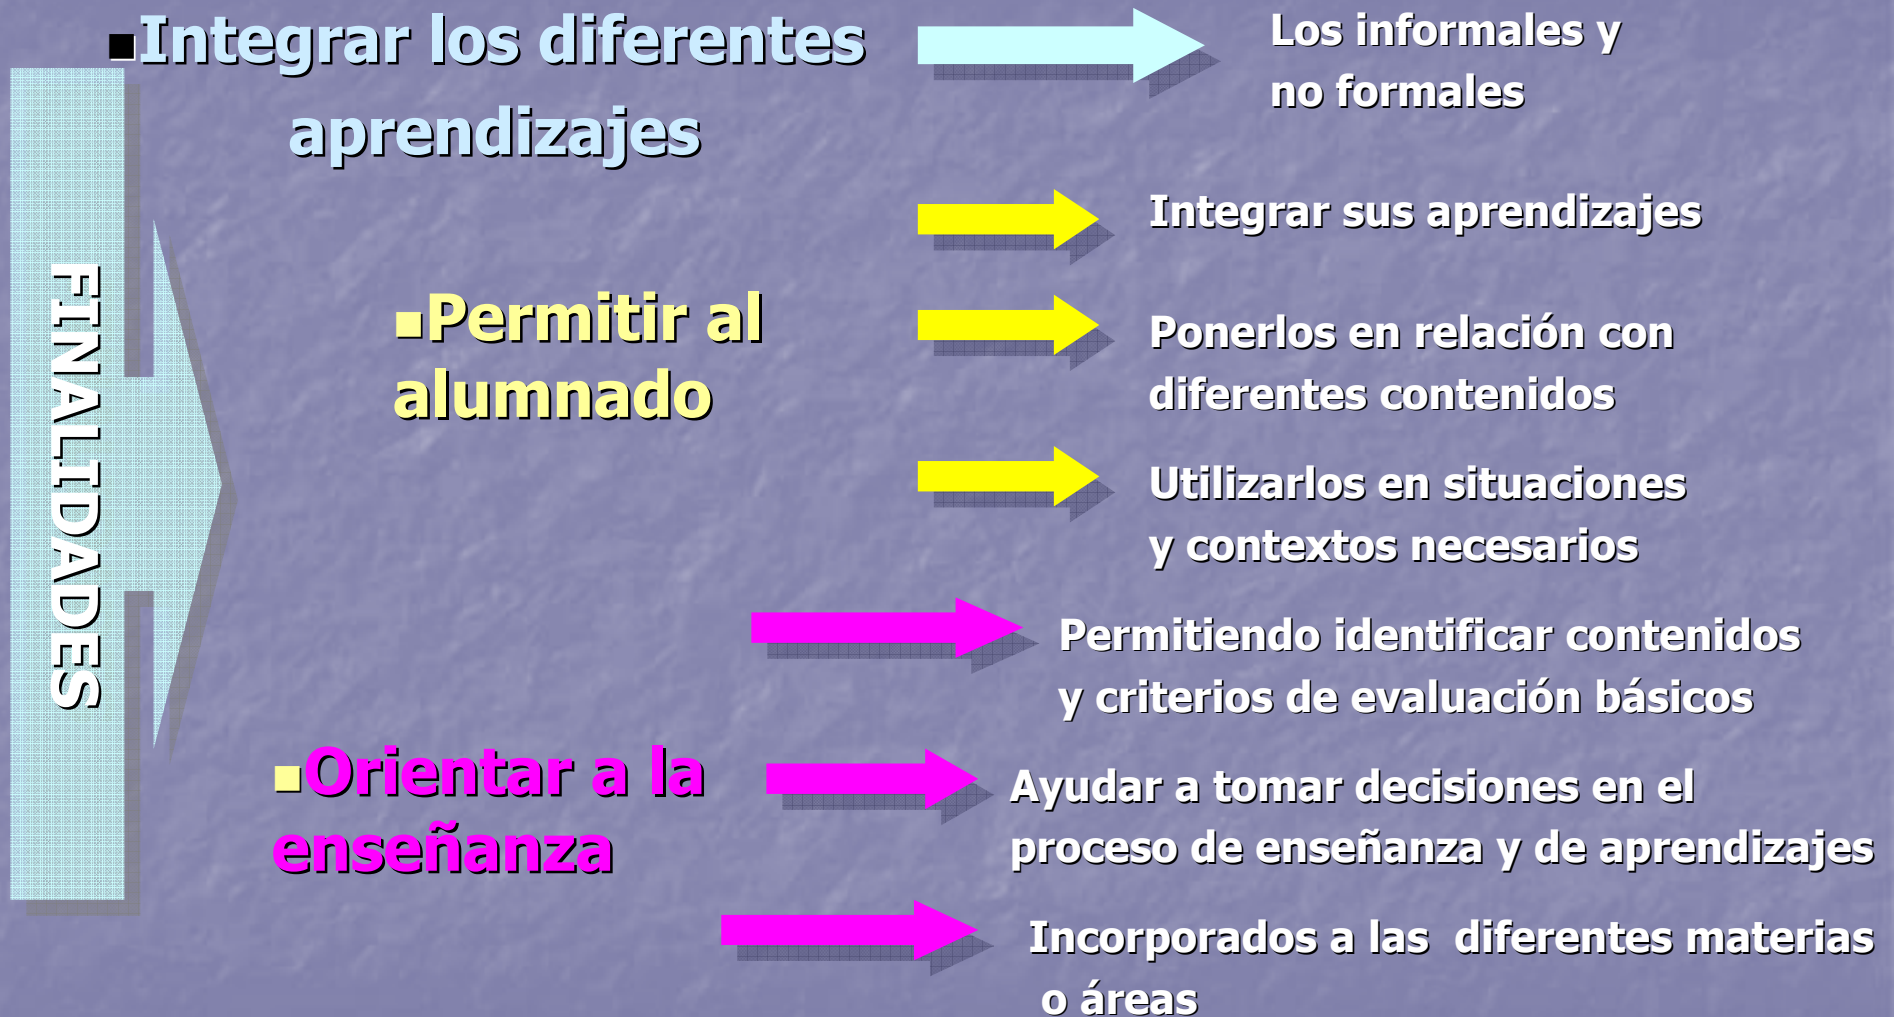 FINALIDADES
Integrar los diferentes
aprendizajes
Los informales y
no formales
Permitir al
alumnado
Integrar sus aprendizajes
Ponerlos en relación con
diferentes contenidos
Utilizarlos en situaciones
y contextos necesarios
Orientar a la
enseñanza
Permitiendo identificar contenidos
y criterios de evaluación básicos
Ayudar a tomar decisiones en el
proceso de enseñanza y de aprendizajes
Incorporados a las diferentes materias
o áreas